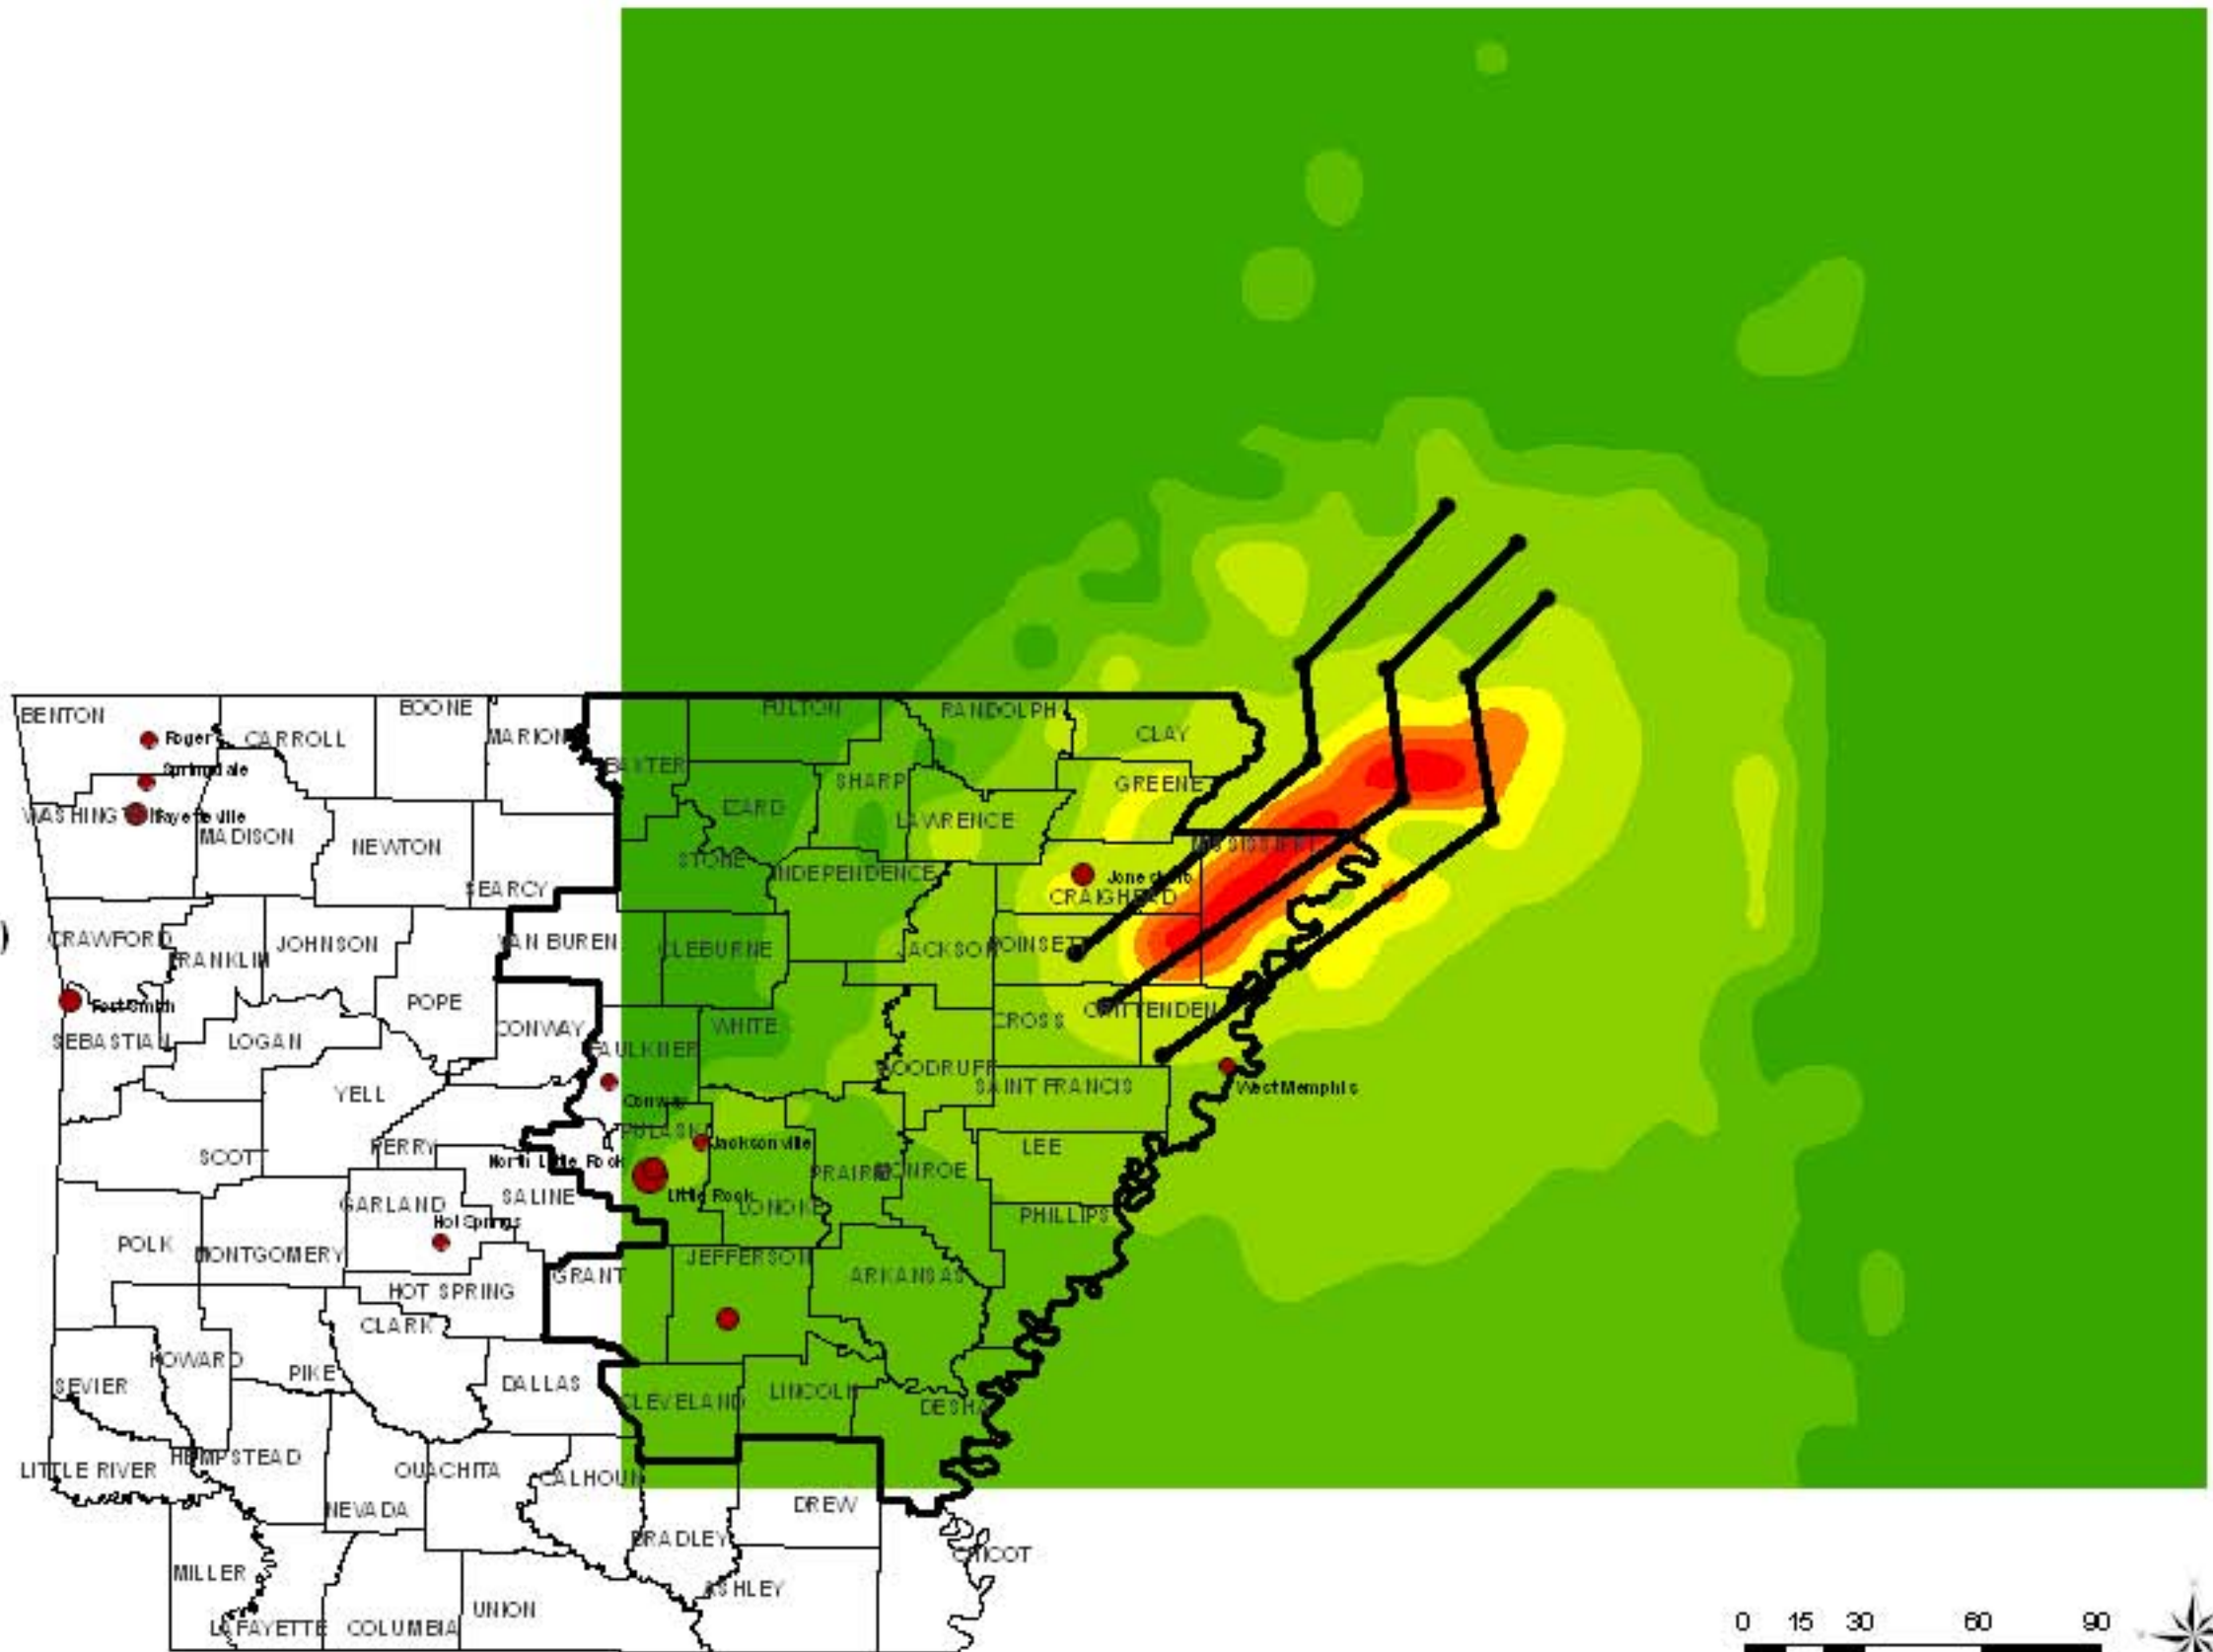 BENTON
CARROLL
BOONE
MARION
BAXTER
FULTON
RANDOLPH
CLAY
Roger
Springdale
WASHINGT
Fayetteville
MADISON
NEWTON
SEARCY
STONE
IZARD
SHARP
LAWRENCE
GREENE
INDEPENDENCE
Jonesboro
CRAIGHEAD
MISSISSIPPI
CRAWFORD
FRANKLIN
JOHNSON
VAN BUREN
CLEBURNE
JACKSON
POINSETT
)
Fort Smith
SEBASTIAN
LOGAN
POPE
CONWAY
FAULKNER
WHITE
WOODRUFF
CROSS
CRITTENDEN
YELL
Conway
SAINT FRANCIS
West Memphis
SCOTT
PERRY
PULASKI
Jacksonville
North Little Rock
Little Rock
LONOKE
PRAIRIE
MONROE
LEE
PHILLIPS
POLK
MONTGOMERY
GARLAND
Hot Springs
SALINE
HOT SPRING
GRANT
JEFFERSON
ARKANSAS
HOWARD
PIKE
CLARK
DALLAS
CLEVELAND
LINCOLN
DESHA
SEVIER
LITTLE RIVER
HEMPSTEAD
NEVADA
OUACHITA
CALHOUN
BRADLEY
DREW
CHICOT
MILLER
LAFAYETTE
COLUMBIA
UNION
ASHLEY
0 15 30 60 90